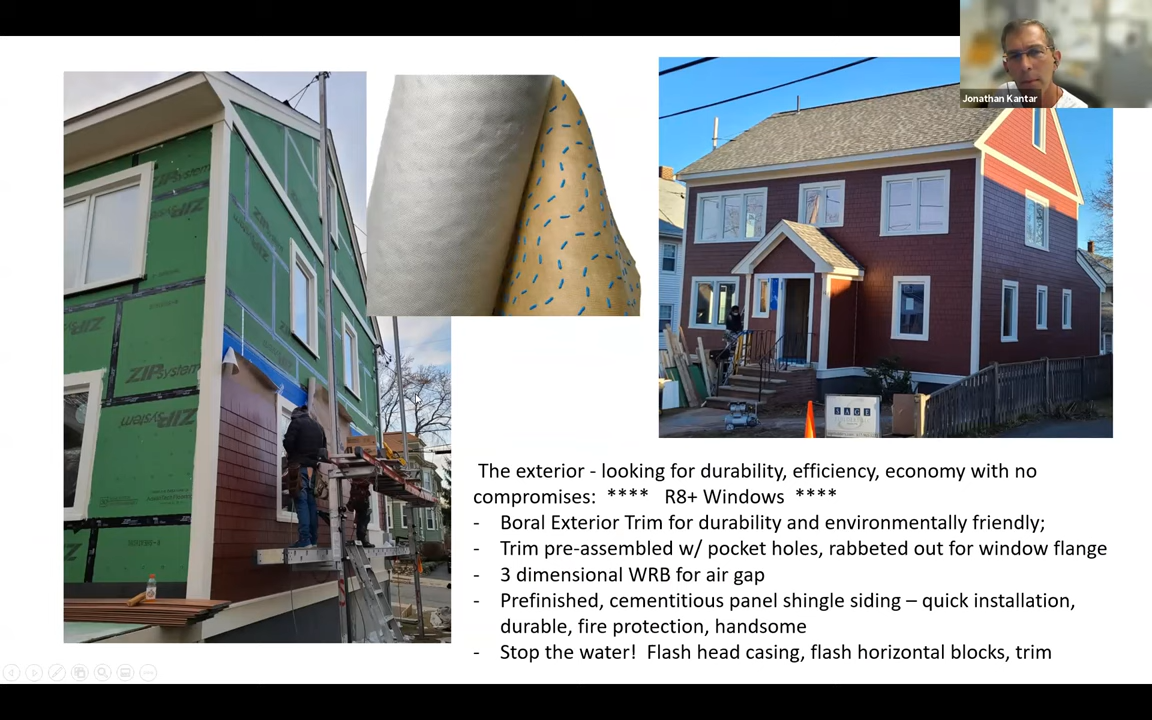 Jonathan Kantar
ZIP System
ZIP System
ZIP System
ZIP System
SAGE
The exterior - looking for durability, efficiency, economy with no
compromises: **** R8+ Windows ****
- Boral Exterior Trim for durability and environmentally friendly;
- Trim pre-assembled w/ pocket holes, rabbeted out for window flange
- 3 dimensional WRB for air gap
- Prefinished, cementitious panel shingle siding – quick installation,
durable, fire protection, handsome
- Stop the water! Flash head casing, flash horizontal blocks, trim